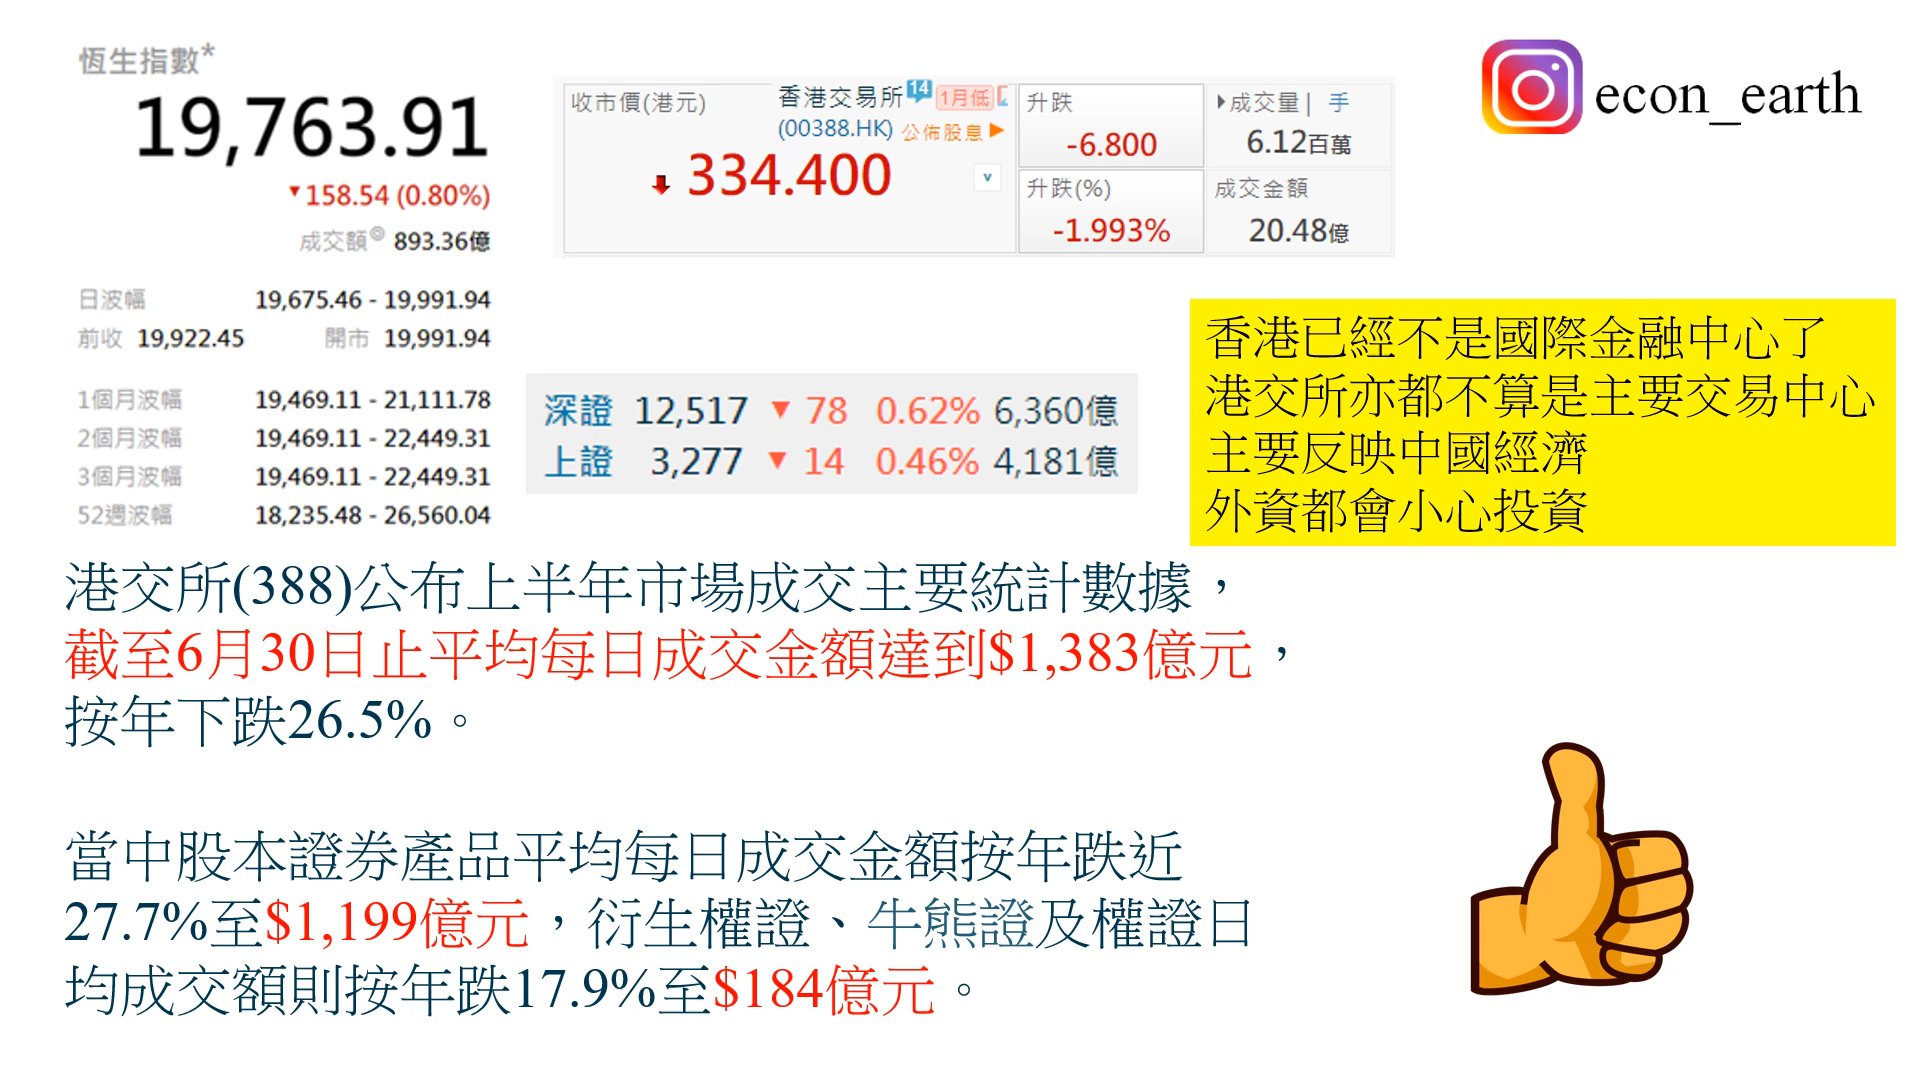 恆生指數*
19,763.91
▼158.54 (0.80%)
成交額◎ 893.36億
日波幅 19,675.46 - 19,991.94
前收 19,922.45 開市 19,991.94
1個月波幅 19,469.11 - 21,111.78
2個月波幅 19,469.11 - 22,449.31
3個月波幅 19,469.11 - 22,449.31
52週波幅 18,235.48 - 26,560.04
收市價(港元) 香港交易所 14 1月低
(00388.HK) 公佈股息
334.400
升跌
-6.800
成交量| 手
6.12百萬
升跌(%)
-1.993%
成交金額
20.48億
econ_earth
深證 12,517 ▼ 78 0.62% 6,360億
上證 3,277 ▼ 14 0.46% 4,181億
香港已經不是國際金融中心了
港交所亦都不算是主要交易中心
主要反映中國經濟
外資都會小心投資
港交所(388)公布上半年市場成交主要統計數據，
截至6月30日止平均每日成交金額達到$1,383億元，
按年下跌26.5%。
當中股本證券產品平均每日成交金額按年跌近
27.7%至$1,199億元，衍生權證、牛熊證及權證日
均成交額則按年跌17.9%至$184億元。